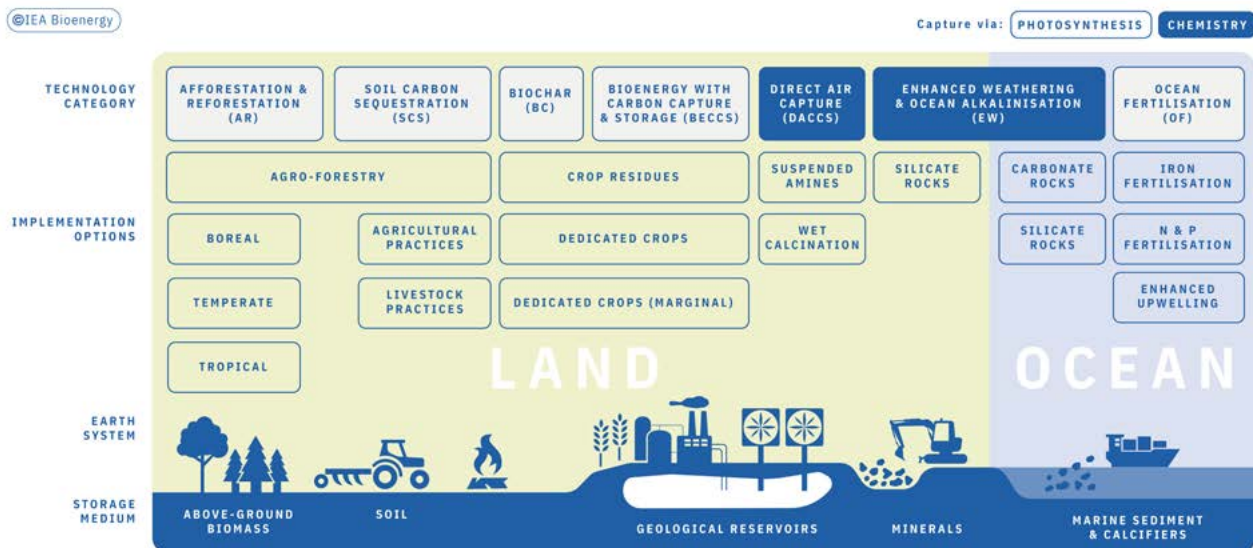 ©IEA Bioenergy
Capture via: PHOTOSYNTHESIS CHEMISTRY
TECHNOLOGY
CATEGORY
AFFORESTATION &
REFORESTATION
(AR)
SOIL CARBON
SEQUESTRATION
(SCS)
BIOCHAR
(BC)
BIOENERGY WITH
CARBON CAPTURE
& STORAGE (BECCS)
DIRECT AIR
CAPTURE
(DACCS)
ENHANCED WEATHERING
& OCEAN ALKALINISATION
(EW)
OCEAN
FERTILISATION
(OF)
IMPLEMENTATION
OPTIONS
AGRO-FORESTRY
CROP RESIDUES
SUSPENDED
AMINES
SILICATE
ROCKS
CARBONATE
ROCKS
IRON
FERTILISATION
BOREAL
AGRICULTURAL
PRACTICES
DEDICATED CROPS
WET
CALCINATION
SILICATE
ROCKS
N & P
FERTILISATION
TEMPERATE
LIVESTOCK
PRACTICES
DEDICATED CROPS (MARGINAL)
ENHANCED
UPWELLING
TROPICAL
LAND
OCEAN
EARTH
SYSTEM
STORAGE
MEDIUM
ABOVE-GROUND
BIOMASS
SOIL
GEOLOGICAL RESERVOIRS
MINERALS
MARINE SEDIMENT
& CALCIFIERS